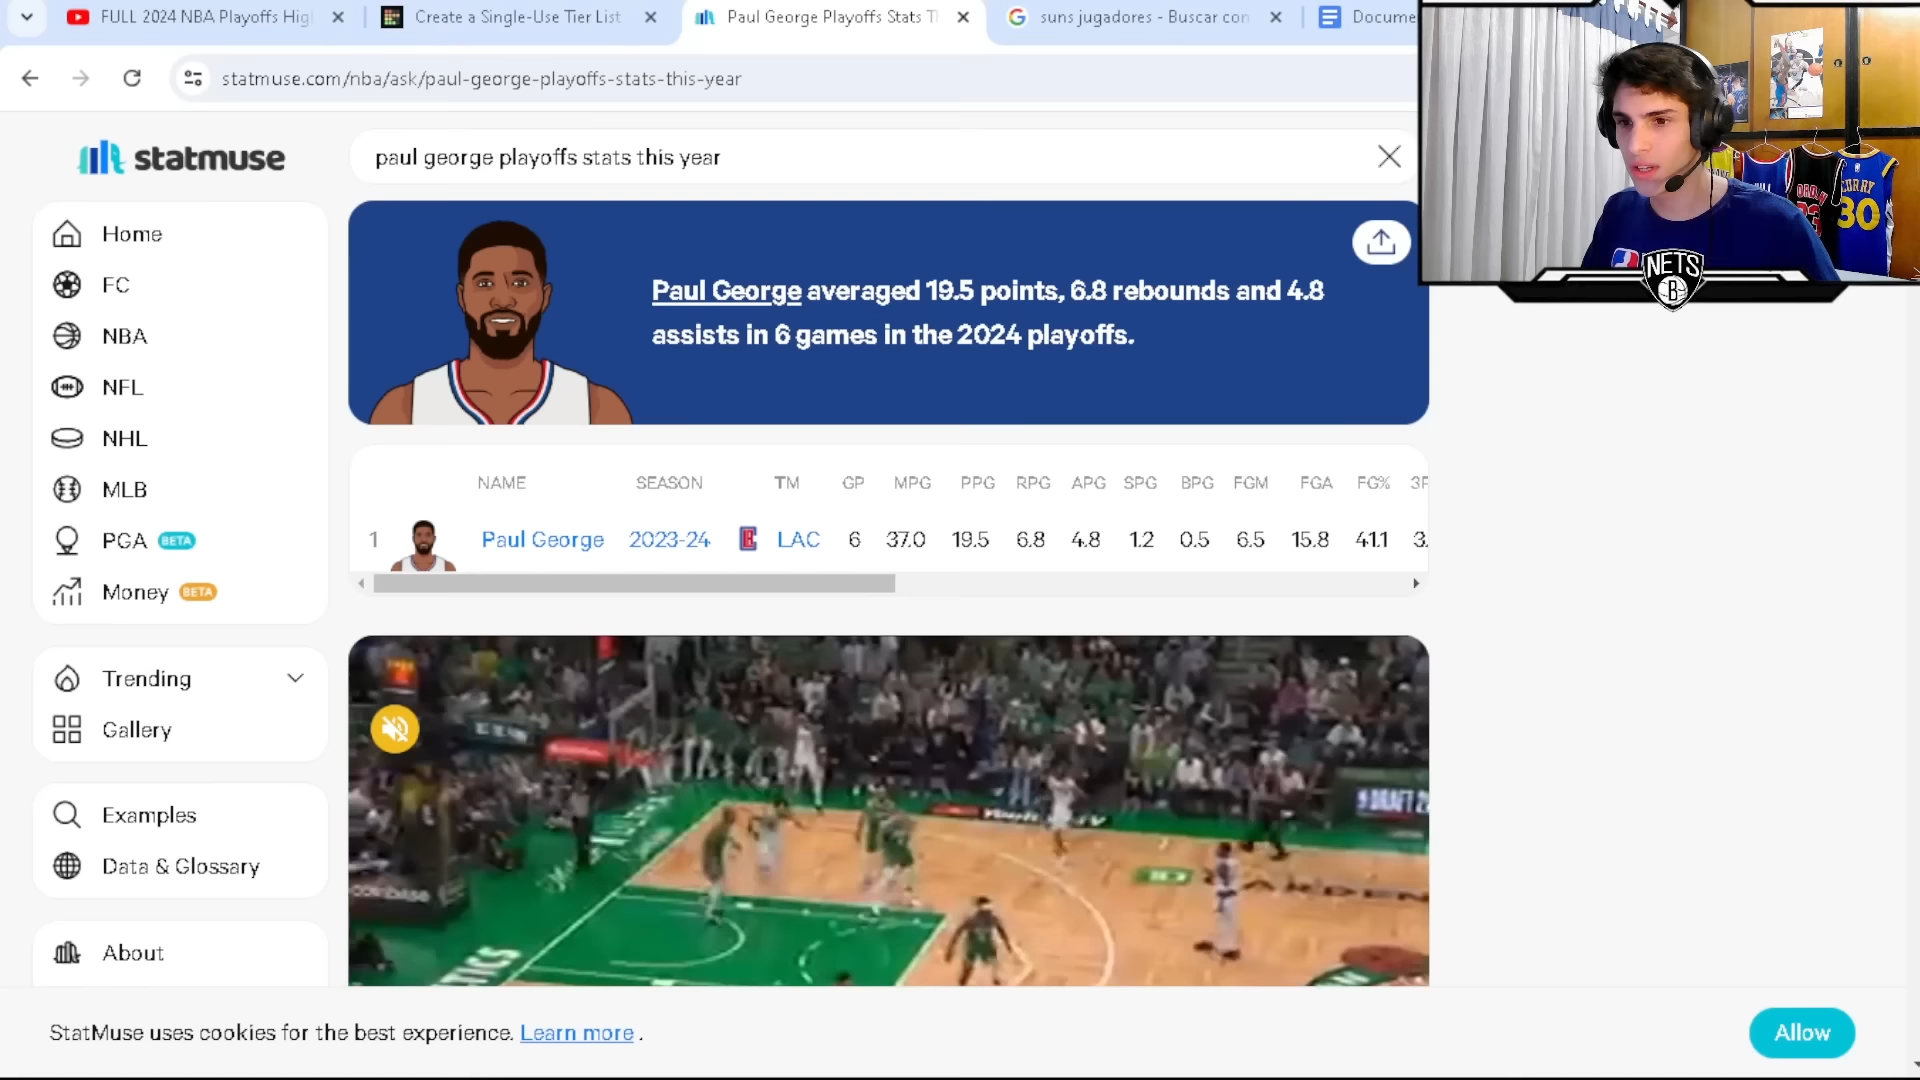 FULL 2024 NBA Playoffs Hig
Create a Single-Use Tier List
Paul George Playoffs Stats T
suns jugadores - Buscar con
Docume
statmuse.com/nba/ask/paul-george-playoffs-stats-this-year
statmuse
paul george playoffs stats this year
Home
FC
NBA
NFL
NHL
MLB
PGA BETA
Money BETA
Trending
Gallery
Examples
Data & Glossary
About
Paul George averaged 19.5 points, 6.8 rebounds and 4.8
assists in 6 games in the 2024 playoffs.
NAME SEASON TM GP MPG PPG RPG APG SPG BPG FGM FGA FG% 3P
1 Paul George 2023-24 LAC 6 37.0 19.5 6.8 4.8 1.2 0.5 6.5 15.8 41.1 3.
StatMuse uses cookies for the best experience. Learn more .
Allow
CURRY
30
NETS
B